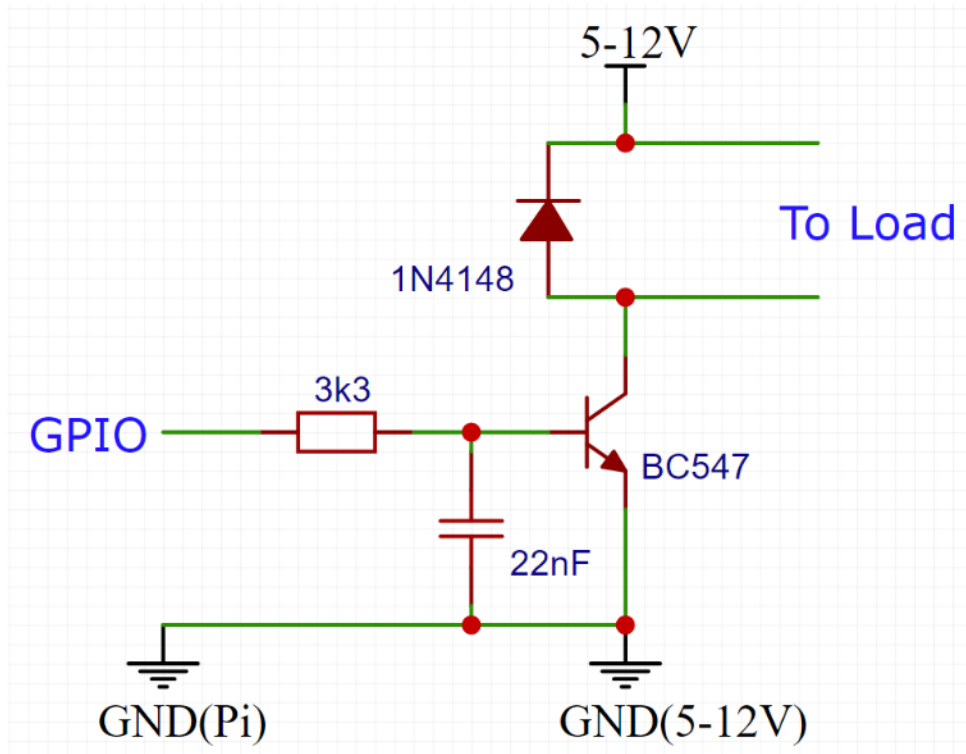 5-12V
To Load
1N4148
3k3
GPIO
BC547
22nF
GND(Pi)
GND(5-12V)